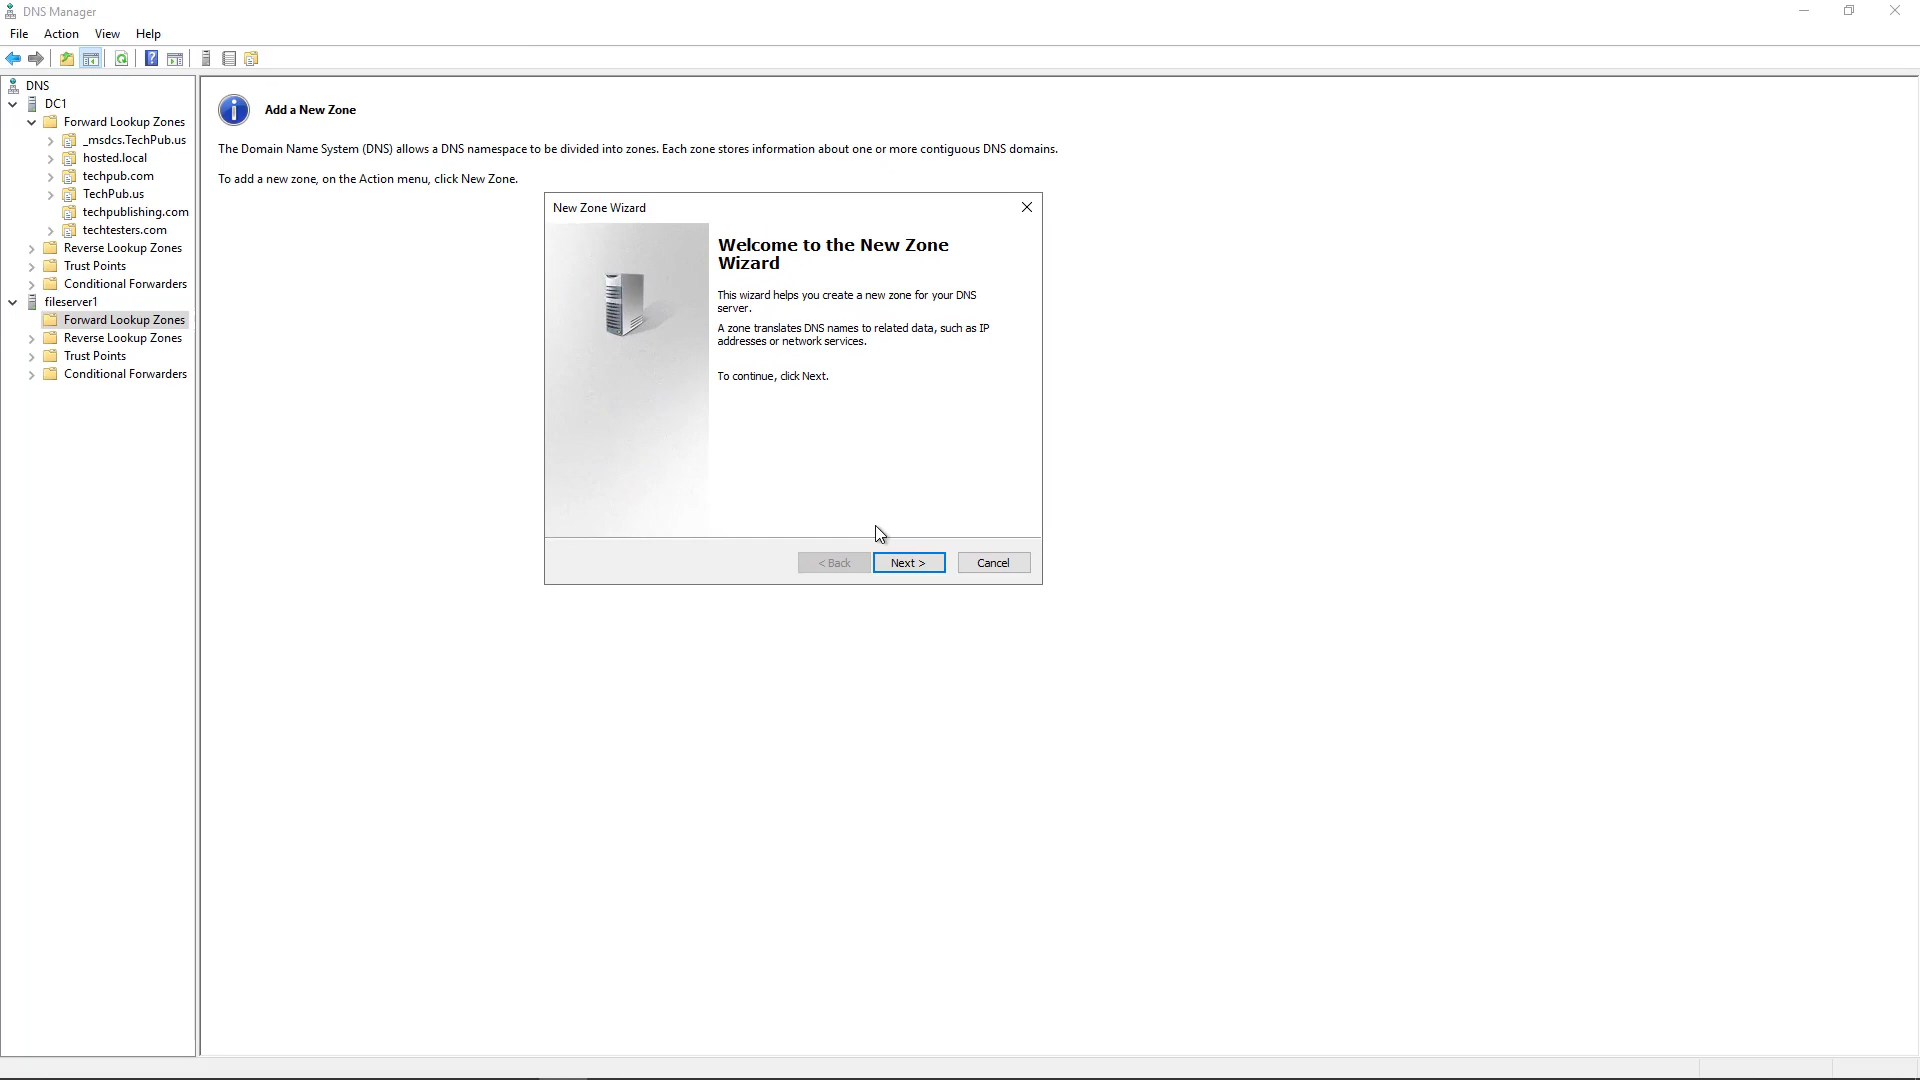 DNS Manager
File Action View Help
DNS
DC1
Forward Lookup Zones
_msdcs.TechPub.us
hosted.local
techpub.com
TechPub.us
techpublishing.com
techtesters.com
Reverse Lookup Zones
Trust Points
Conditional Forwarders
fileserver1
Forward Lookup Zones
Reverse Lookup Zones
Trust Points
Conditional Forwarders
Add a New Zone
The Domain Name System (DNS) allows a DNS namespace to be divided into zones. Each zone stores information about one or more contiguous DNS domains.
To add a new zone, on the Action menu, click New Zone.
New Zone Wizard
Welcome to the New Zone
Wizard
This wizard helps you create a new zone for your DNS
server.
A zone translates DNS names to related data, such as IP
addresses or network services.
To continue, click Next.
< Back Next > Cancel